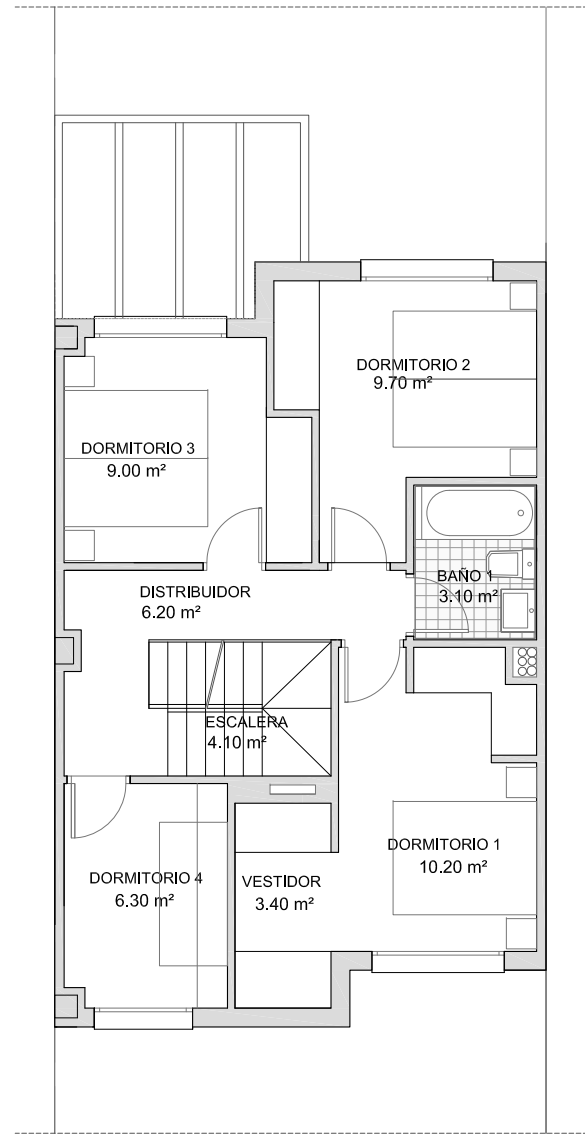 DORMITORIO 2
9.70 m²
DORMITORIO 3
9.00 m²
BAÑO 1
3.10 m²
DISTRIBUIDOR
6.20 m²
ESCALERA
4.10 m²
DORMITORIO 1
10.20 m²
DORMITORIO 4
6.30 m²
VESTIDOR
3.40 m²